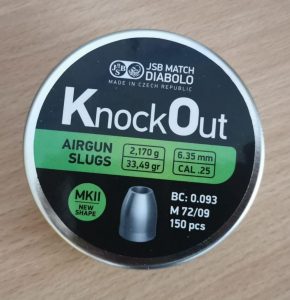 JSB JSB MATCH
DIABOLO
MADE IN CZECH REPUBLIC
KnockOut
AIRGUN SLUGS
2,170 g
33,49 gr
6.35 mm
CAL .25
MKII
NEW
SHAPE
BC: 0.093
M 72/09
150 pcs